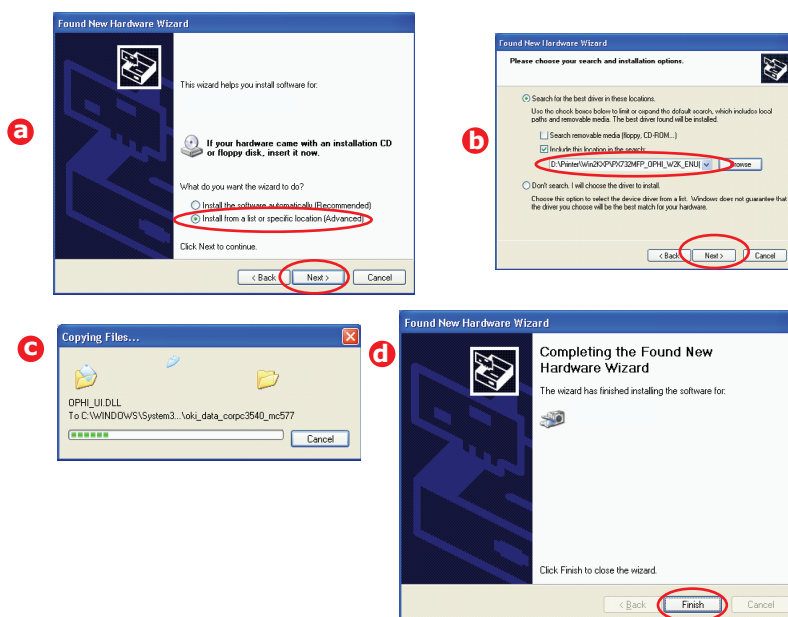 a
Found New Hardware Wizard
This wizard helps you install software for:
If your hardware came with an installation CD
or floppy disk, insert it now.
What do you want the wizard to do?
Install the software automatically (Recommended)
Install from a list or specific location (Advanced)
Click Next to continue.
< Back
Next >
Cancel
b
Found New Hardware Wizard
Please choose your search and installation options.
Search for the best driver in these locations.
Use the check boxes below to limit or expand the default search, which includes local
paths and removable media. The best driver found will be installed.
Search removable media (floppy, CD-ROM...)
Include this location in the search:
D:\Printer\Win2KXP\PX732MFP_OPHI_W2K_ENU(
Browse
Don't search. I will choose the driver to install.
Choose this option to select the device driver from a list. Windows does not guarantee that
the driver you choose will be the best match for your hardware.
< Back
Next >
Cancel
c
Copying Files...
OPHI_UI.DLL
To C:\WINDOWS\System3...\oki_data_corpc3540_mc577
Cancel
d
Found New Hardware Wizard
Completing the Found New
Hardware Wizard
The wizard has finished installing the software for:
Click Finish to close the wizard.
< Back
Finish
Cancel